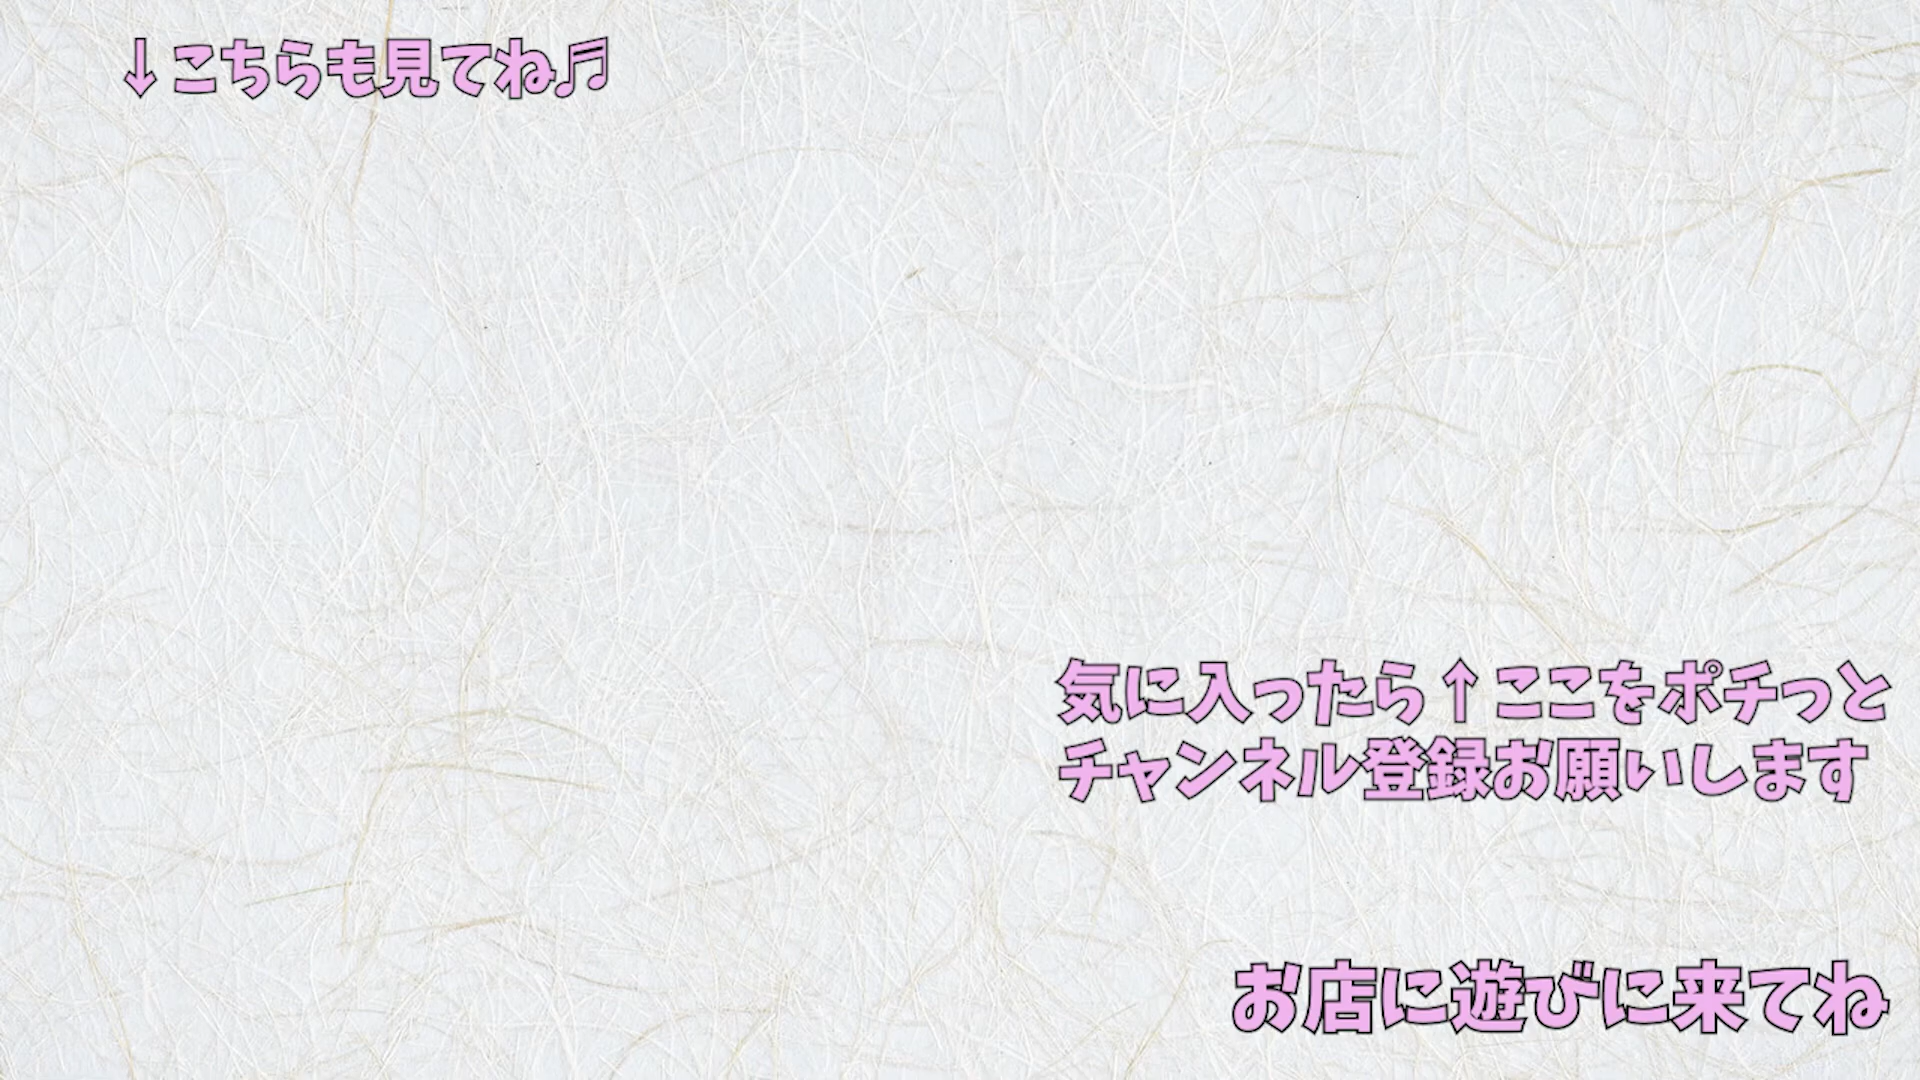 ↓こちらも見てね♬
気に入ったら↑ここをポチっと
チャンネル登録お願いします
お店に遊びに来てね